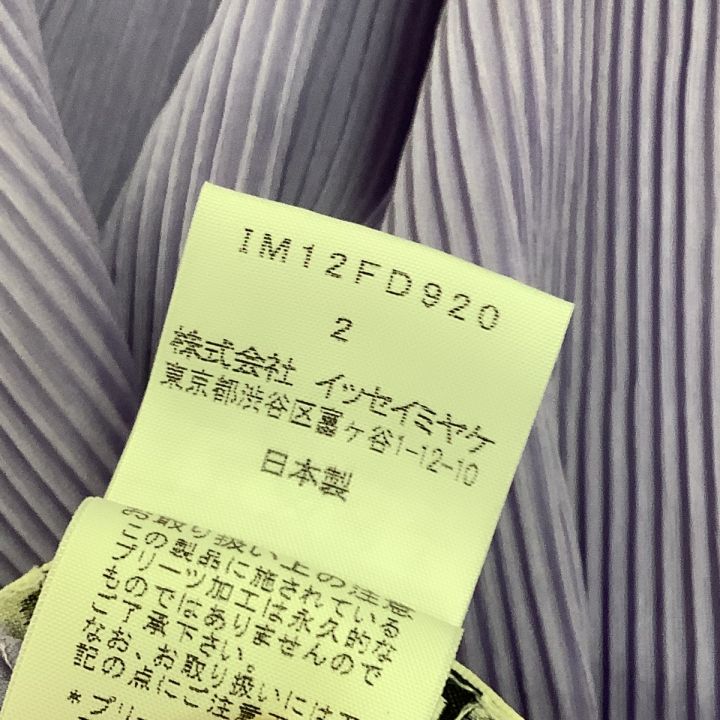 IM12FD920
2
株式会社 イッセイミヤケ
東京都渋谷区富ケ谷1-12-10
日本製
お取り扱い上の注意
この製品に施されている
プリーツ加工は永久的な
ものではありませんので
ご了承下さい。
なお、お取り扱いには下
記の点にご注意
*プリ